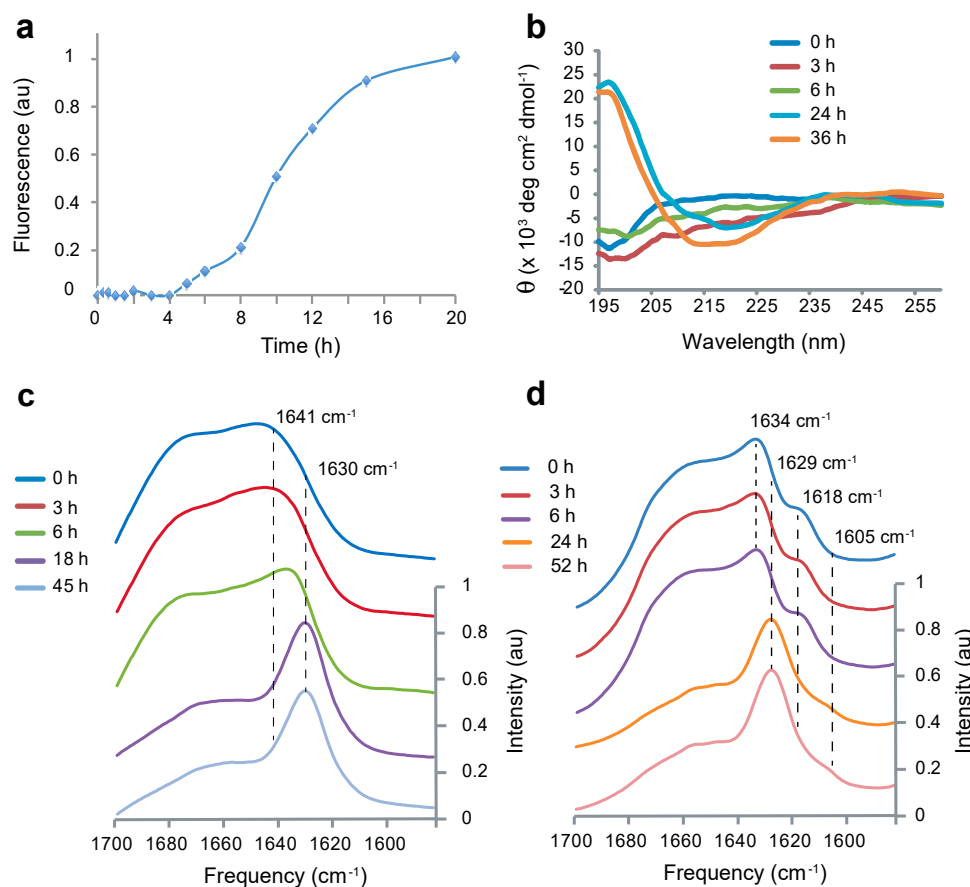 a
Fluorescence (au)
1
0.8
0.6
0.4
0.2
0
0 4 8 12 16 20
Time (h)
b
θ (x 10³ deg cm² dmol⁻¹)
30
25
20
15
10
5
0
-5
-10
-15
-20
195 205 215 225 235 245 255
Wavelength (nm)
0 h
3 h
6 h
24 h
36 h
c
1641 cm⁻¹
1630 cm⁻¹
0 h
3 h
6 h
18 h
45 h
1
0.8
0.6
0.4
0.2
0
Intensity (au)
1700 1680 1660 1640 1620 1600
Frequency (cm⁻¹)
d
1634 cm⁻¹
1629 cm⁻¹
1618 cm⁻¹
1605 cm⁻¹
0 h
3 h
6 h
24 h
52 h
1
0.8
0.6
0.4
0.2
0
Intensity (au)
1700 1680 1660 1640 1620 1600
Frequency (cm⁻¹)